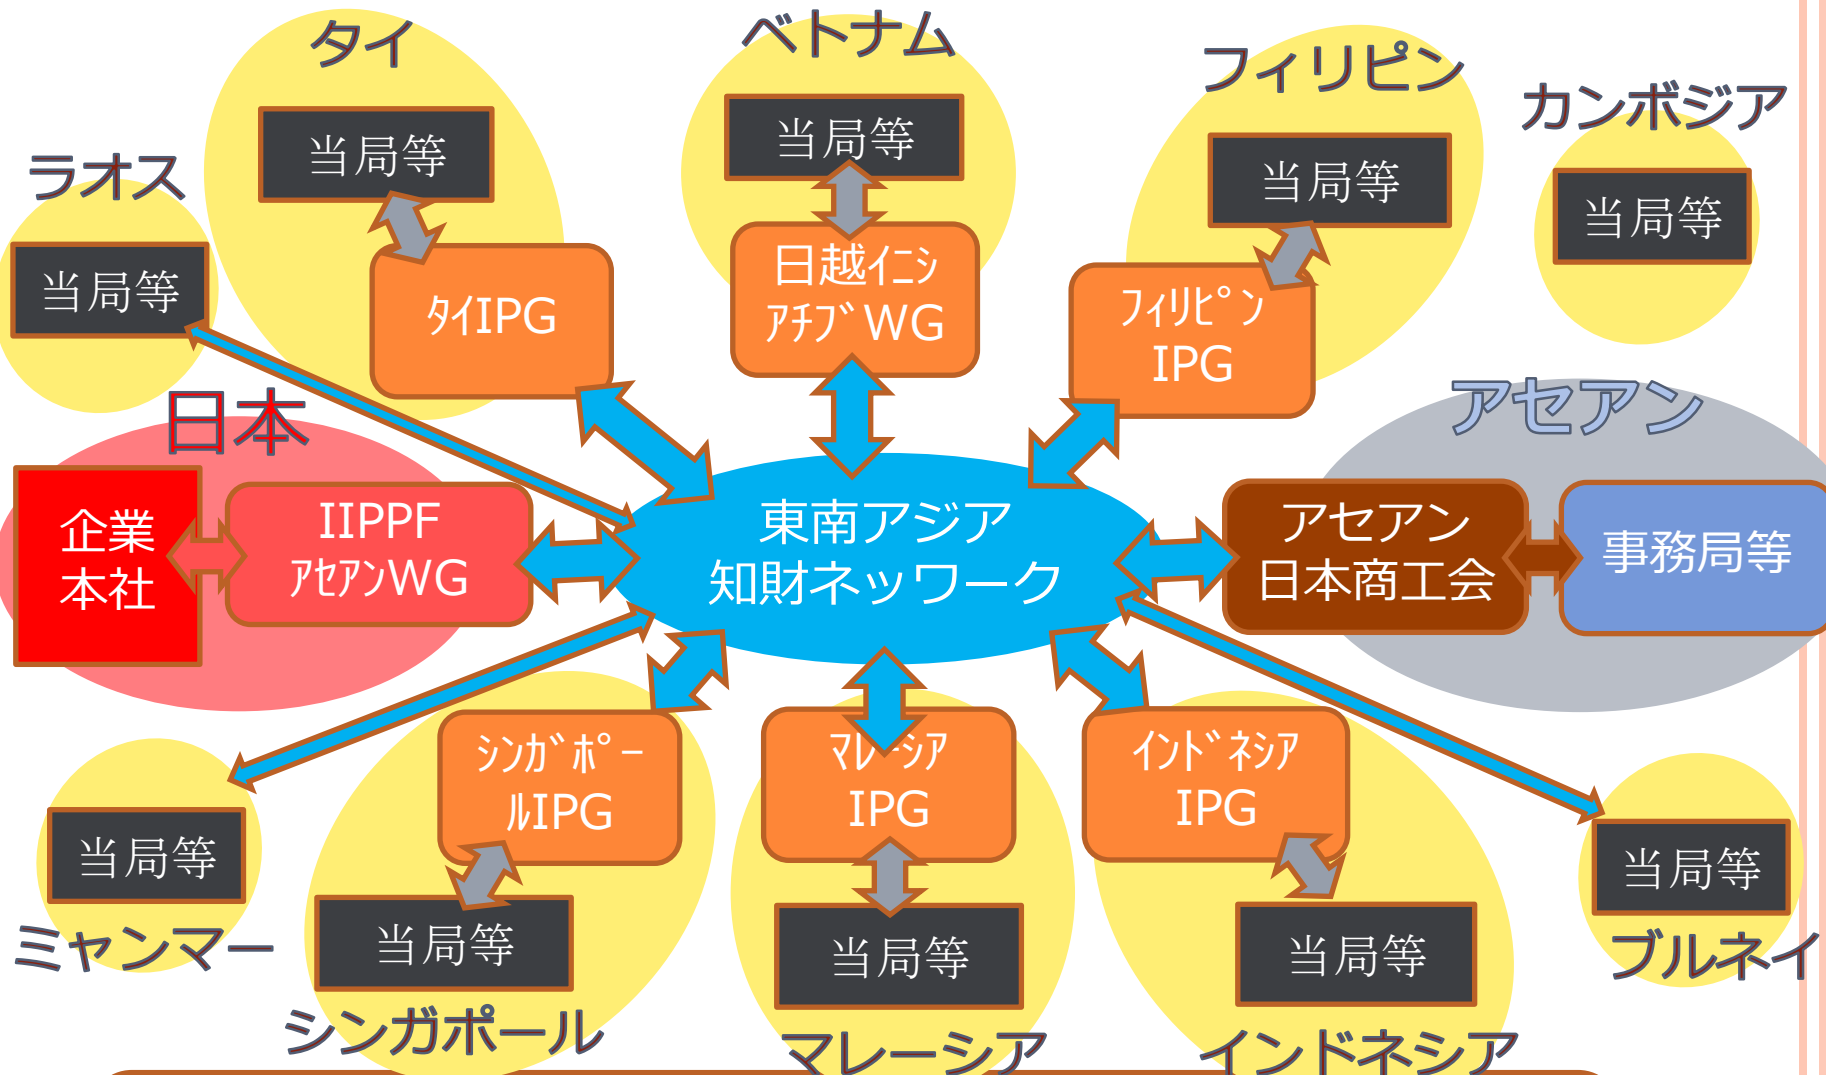 タイ
ベトナム
フィリピン
カンボジア
ラオス
当局等
当局等
当局等
当局等
当局等
ﾀｲIPG
日越ｲﾆｼ
ｱﾁﾌﾞWG
ﾌｨﾘﾋﾟﾝ
IPG
日本
アセアン
企業
本社
IIPPF
ｱｾｱﾝWG
東南アジア
知財ネッワーク
アセアン
日本商工会
事務局等
ｼﾝｶﾞﾎﾟｰ
ﾙIPG
ﾏﾚｰｼｱ
IPG
ｲﾝﾄﾞﾈｼｱ
IPG
当局等
当局等
当局等
当局等
当局等
ミャンマー
シンガポール
マレーシア
インドネシア
ブルネイ